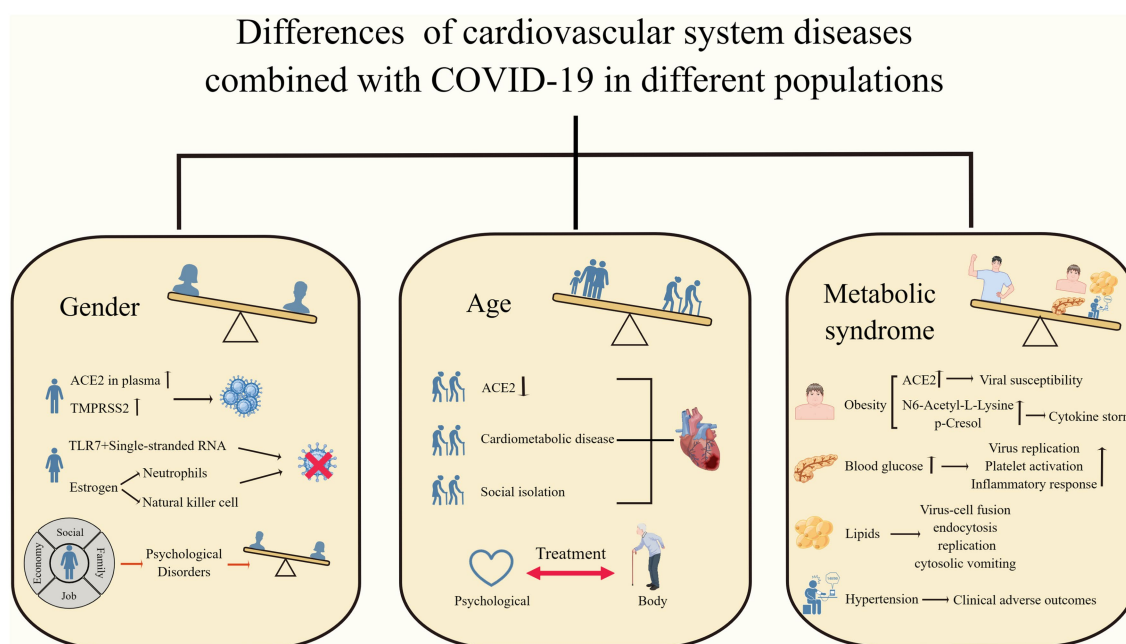 Differences of cardiovascular system diseases
combined with COVID-19 in different populations
Gender
ACE2 in plasma
TMPRSS2
TLR7+Single-stranded RNA
Estrogen
Neutrophils
Natural killer cell
Social
Economy
Family
Job
Psychological
Disorders
Age
ACE2
Cardiometabolic disease
Social isolation
Treatment
Psychological
Body
Metabolic
syndrome
Obesity
ACE2
Viral susceptibility
N6-Acetyl-L-Lysine
p-Cresol
Cytokine storm
Blood glucose
Virus replication
Platelet activation
Inflammatory response
Lipids
Virus-cell fusion
endocytosis
replication
cytosolic vomiting
Hypertension
Clinical adverse outcomes